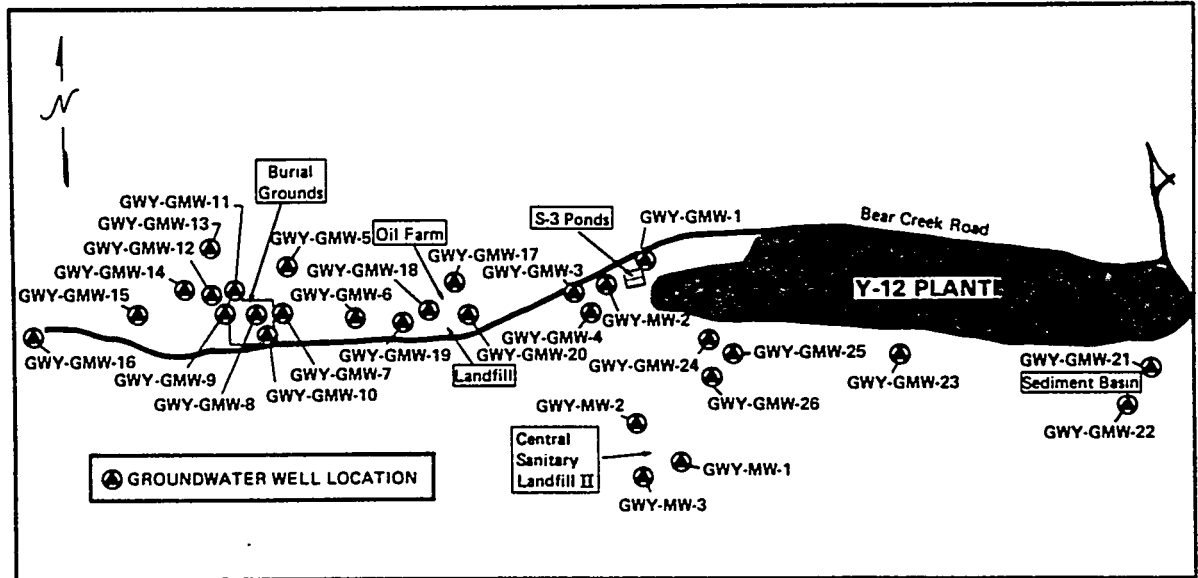 N
Burial
Grounds
GWY-GMW-11
GWY-GMW-13
GWY-GMW-12
GWY-GMW-14
GWY-GMW-15
GWY-GMW-16
GWY-GMW-9
GWY-GMW-8
GWY-GMW-10
GWY-GMW-7
GWY-GMW-5
Oil Farm
GWY-GMW-18
GWY-GMW-6
GWY-GMW-19
GWY-GMW-17
GWY-GMW-20
Landfill
S-3 Ponds
GWY-GMW-1
GWY-GMW-3
GWY-GMW-4
GWY-MW-2
Bear Creek Road
Y-12 PLANTE
GWY-GMW-24
GWY-GMW-25
GWY-GMW-26
GWY-GMW-23
GWY-GMW-21
Sediment Basin
GWY-GMW-22
GWY-MW-2
Central
Sanitary
Landfill II
GWY-MW-1
GWY-MW-3
GROUNDWATER WELL LOCATION